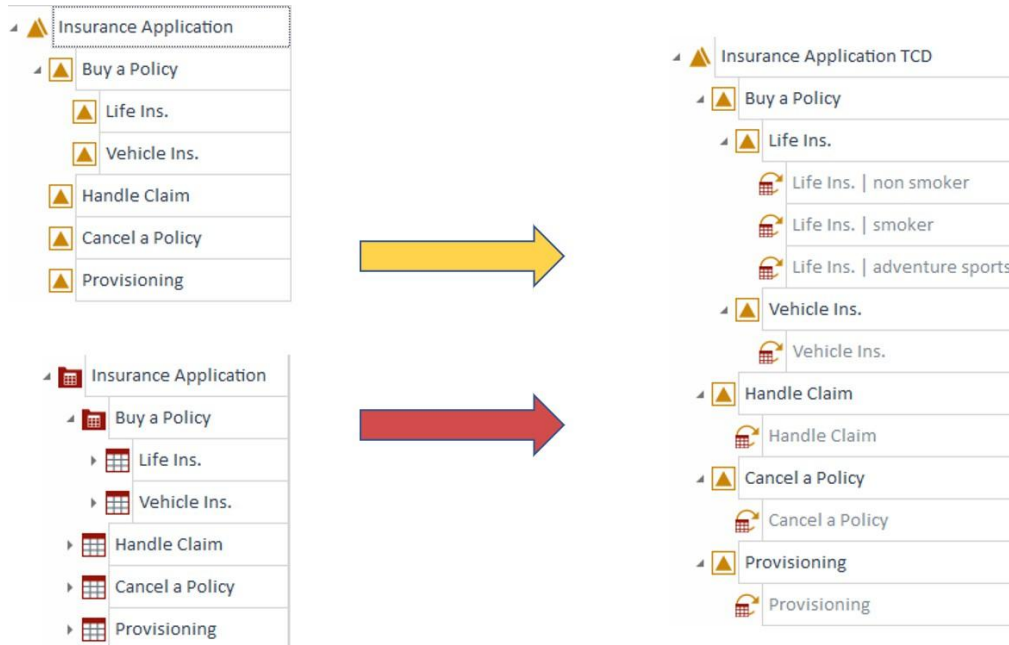 Insurance Application
Buy a Policy
Life Ins.
Vehicle Ins.
Handle Claim
Cancel a Policy
Provisioning
Insurance Application
Buy a Policy
Life Ins.
Vehicle Ins.
Handle Claim
Cancel a Policy
Provisioning
Insurance Application TCD
Buy a Policy
Life Ins.
Life Ins. | non smoker
Life Ins. | smoker
Life Ins. | adventure sports
Vehicle Ins.
Vehicle Ins.
Handle Claim
Handle Claim
Cancel a Policy
Cancel a Policy
Provisioning
Provisioning